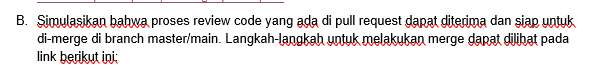 B. Simulasikan bahwa proses review code yang ada di pull request dapat diterima dan siap untuk
di-merge di branch master/main. Langkah-langkah untuk melakukan merge dapat dilihat pada
link berikut ini: